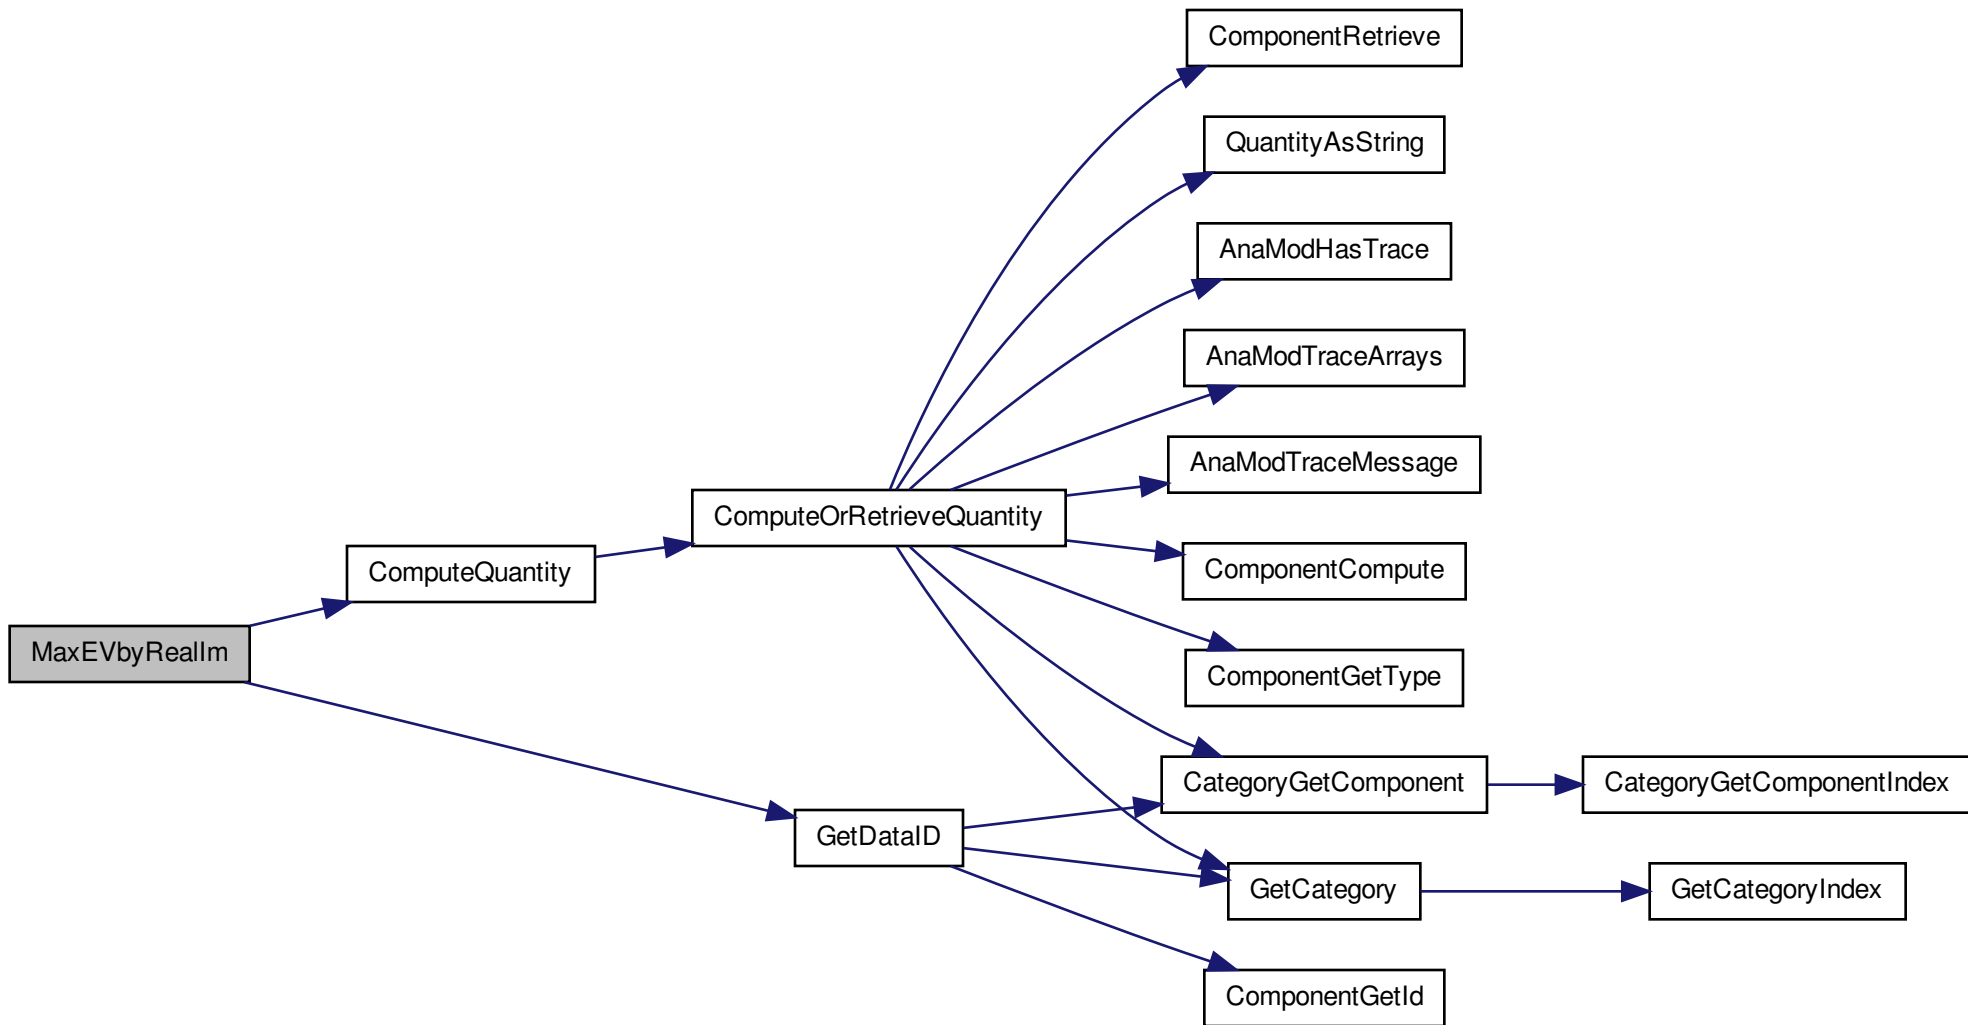 ComponentRetrieve
QuantityAsString
AnaModHasTrace
AnaModTraceArrays
AnaModTraceMessage
ComputeOrRetrieveQuantity
ComputeQuantity
ComponentCompute
MaxEVbyRealIm
ComponentGetType
CategoryGetComponent
CategoryGetComponentIndex
GetDataID
GetCategory
GetCategoryIndex
ComponentGetId